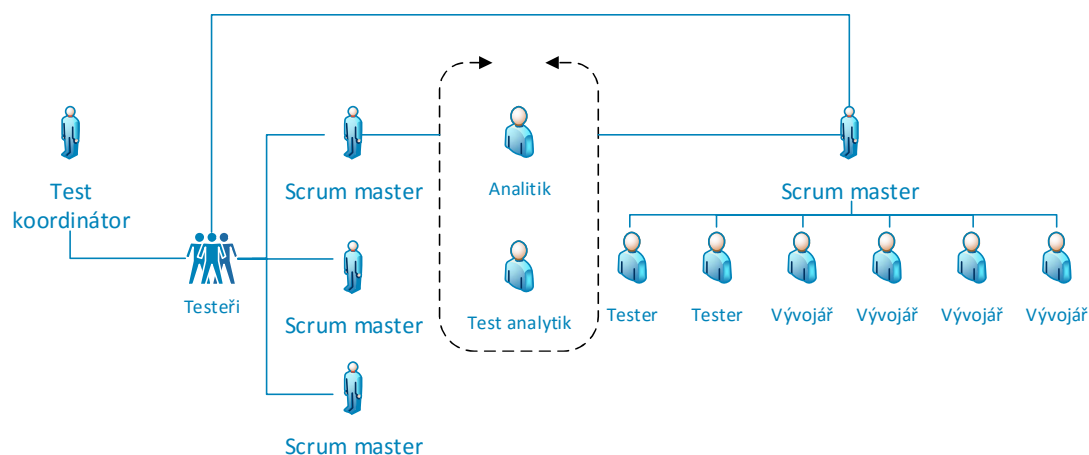 Test
koordinátor
Testeři
Scrum master
Scrum master
Scrum master
Analitik
Test analytik
Scrum master
Tester
Tester
Vývojář
Vývojář
Vývojář
Vývojář